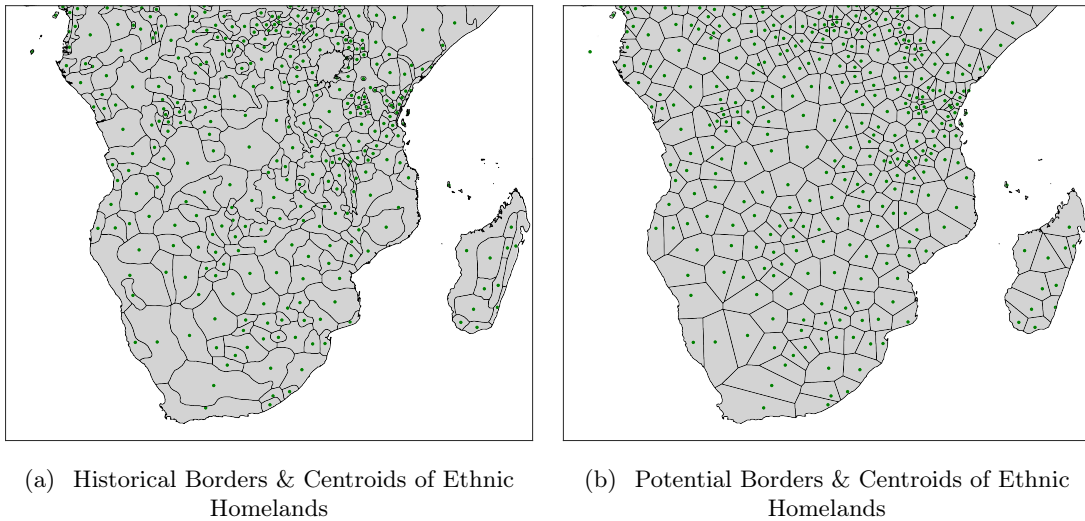 (a) Historical Borders & Centroids of Ethnic
Homelands
(b) Potential Borders & Centroids of Ethnic
Homelands